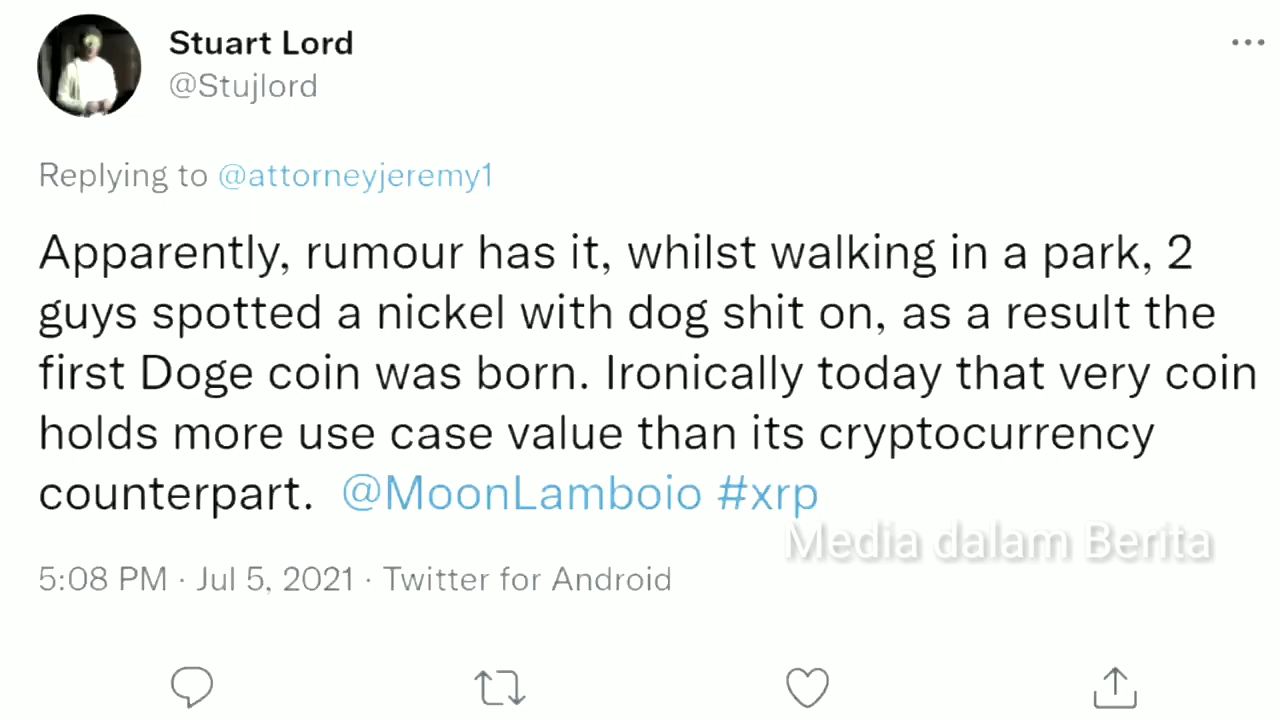 Stuart Lord
@Stujlord
Replying to @attorneyjeremy1
Apparently, rumour has it, whilst walking in a park, 2
guys spotted a nickel with dog shit on, as a result the
first Doge coin was born. Ironically today that very coin
holds more use case value than its cryptocurrency
counterpart. @MoonLamboio #xrp
Media dalam Berita
5:08 PM · Jul 5, 2021 · Twitter for Android